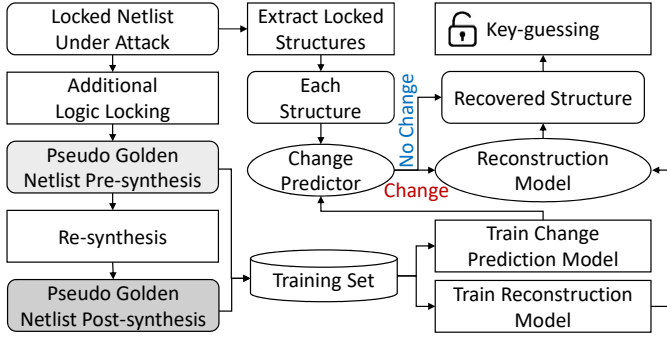 Locked Netlist
Under Attack
Additional
Logic Locking
Pseudo Golden
Netlist Pre-synthesis
Re-synthesis
Pseudo Golden
Netlist Post-synthesis
Extract Locked
Structures
Each
Structure
Change
Predictor
No Change
Change
Key-guessing
Recovered Structure
Reconstruction
Model
Training Set
Train Change
Prediction Model
Train Reconstruction
Model